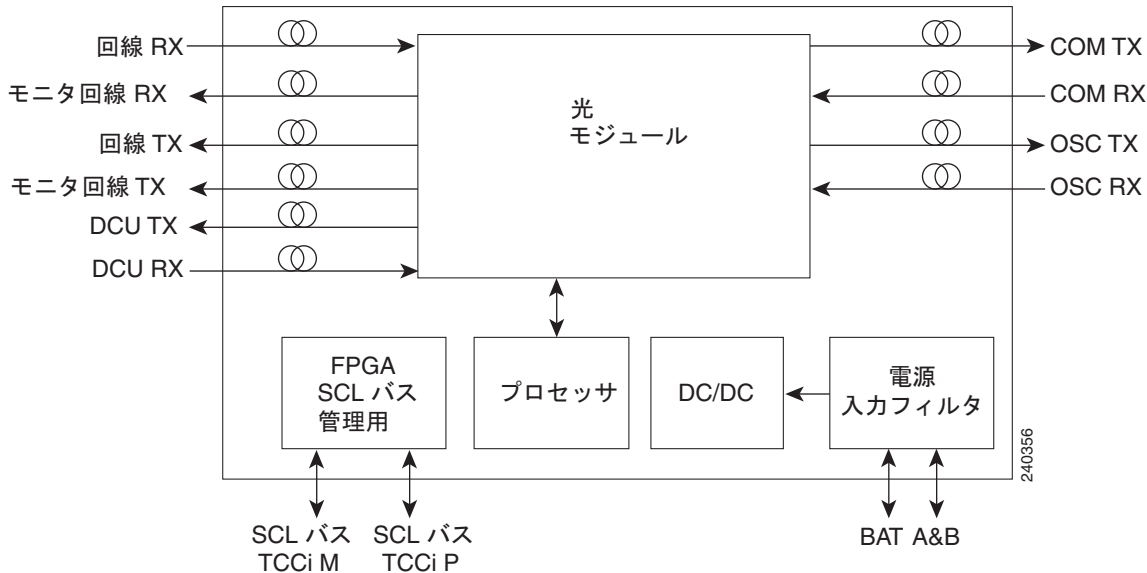 回線 RX
モニタ回線 RX
回線 TX
モニタ回線 TX
DCU TX
DCU RX
光
モジュール
COM TX
COM RX
OSC TX
OSC RX
FPGA
SCL バス
管理用
プロセッサ
DC/DC
電源
入力フィルタ
240356
SCL バス
TCCi M
SCL バス
TCCi P
BAT A&B